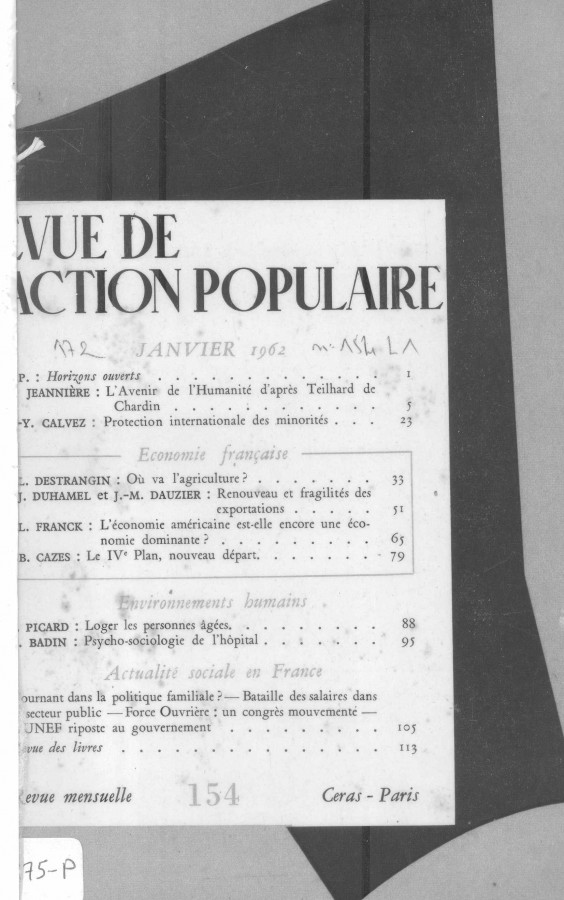 VUE DE
ACTION POPULAIRE
172 JANVIER 1962 n° 154 L1
P. : Horizons ouverts . . . . . . . . . . . . . 1
JEANNIÈRE : L'Avenir de l'Humanité d'après Teilhard de
Chardin . . . . . . . . . . . . 5
-Y. CALVEZ : Protection internationale des minorités . . . 23
Economie française
L. DESTRANGIN : Où va l'agriculture ? . . . . . . . 33
J. DUHAMEL et J.-M. DAUZIER : Renouveau et fragilités des
exportations . . . . . 51
L. FRANCK : L'économie américaine est-elle encore une éco-
nomie dominante ? . . . . . . . . . 65
B. CAZES : Le IVe Plan, nouveau départ. . . . . . . 79
Environnements humains
PICARD : Loger les personnes âgées. . . . . . . . . 88
. BADIN : Psycho-sociologie de l'hôpital . . . . . . . 95
Actualité sociale en France
ournant dans la politique familiale ? — Bataille des salaires dans
secteur public — Force Ouvrière : un congrès mouvementé —
UNEF riposte au gouvernement . . . . . . . . . 105
evue des livres . . . . . . . . . . . . . . . 113
evue mensuelle 154 Ceras - Paris
75-P